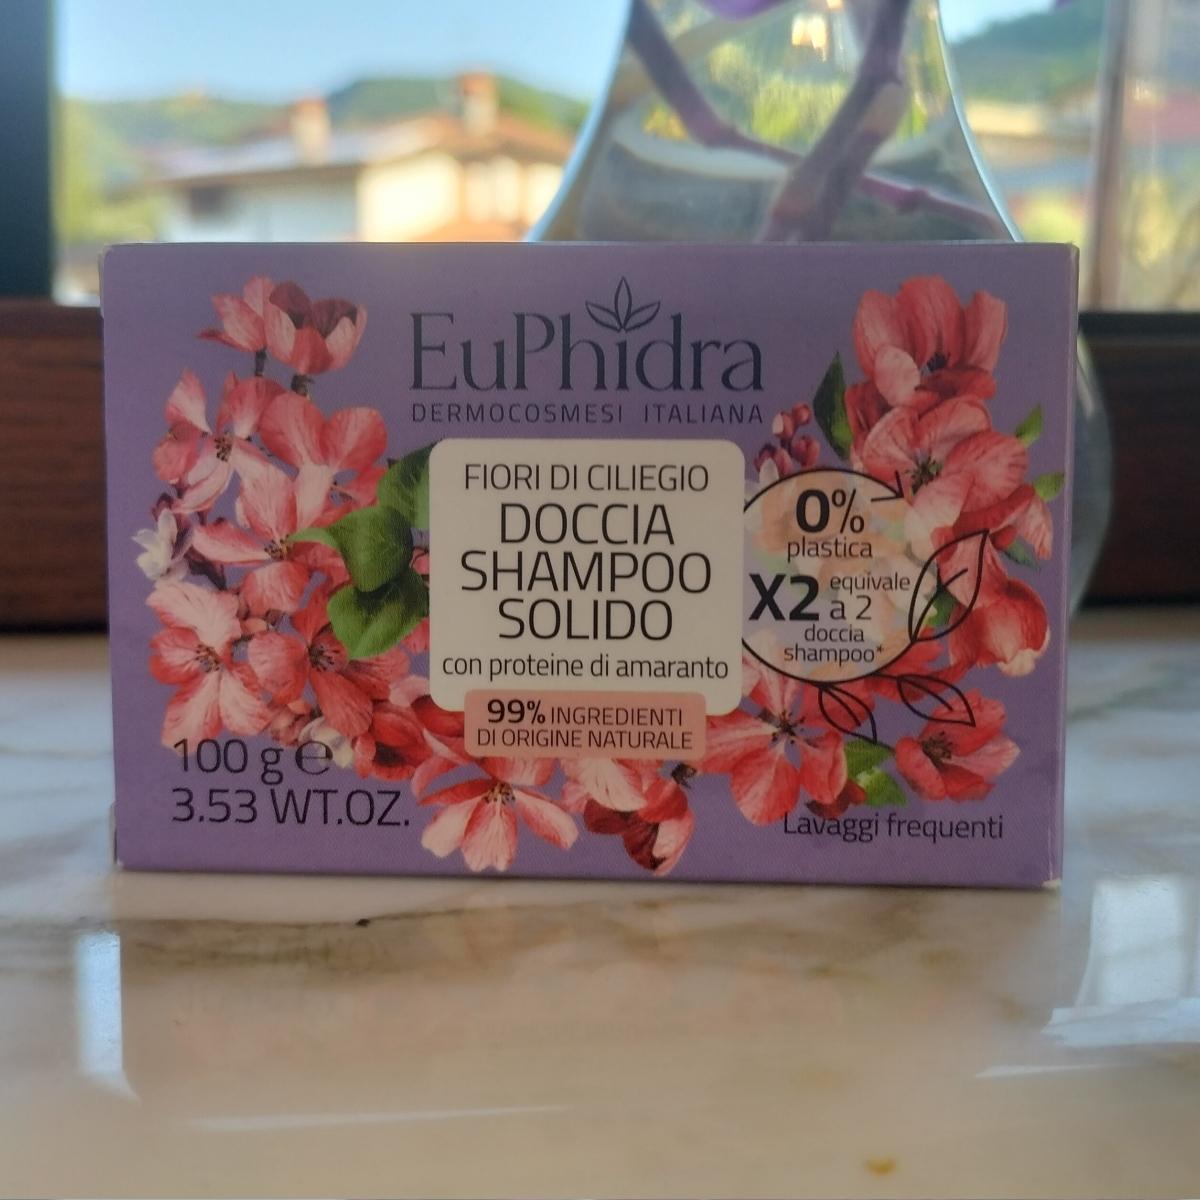 EuPhidra
DERMOCOSMESI ITALIANA
FIORI DI CILIEGIO
DOCCIA
SHAMPOO
SOLIDO
con proteine di amaranto
99% INGREDIENTI
DI ORIGINE NATURALE
0%
plastica
X2 equivale
a 2
doccia
shampoo*
100 g ℮
3.53 WT.OZ.
Lavaggi frequenti